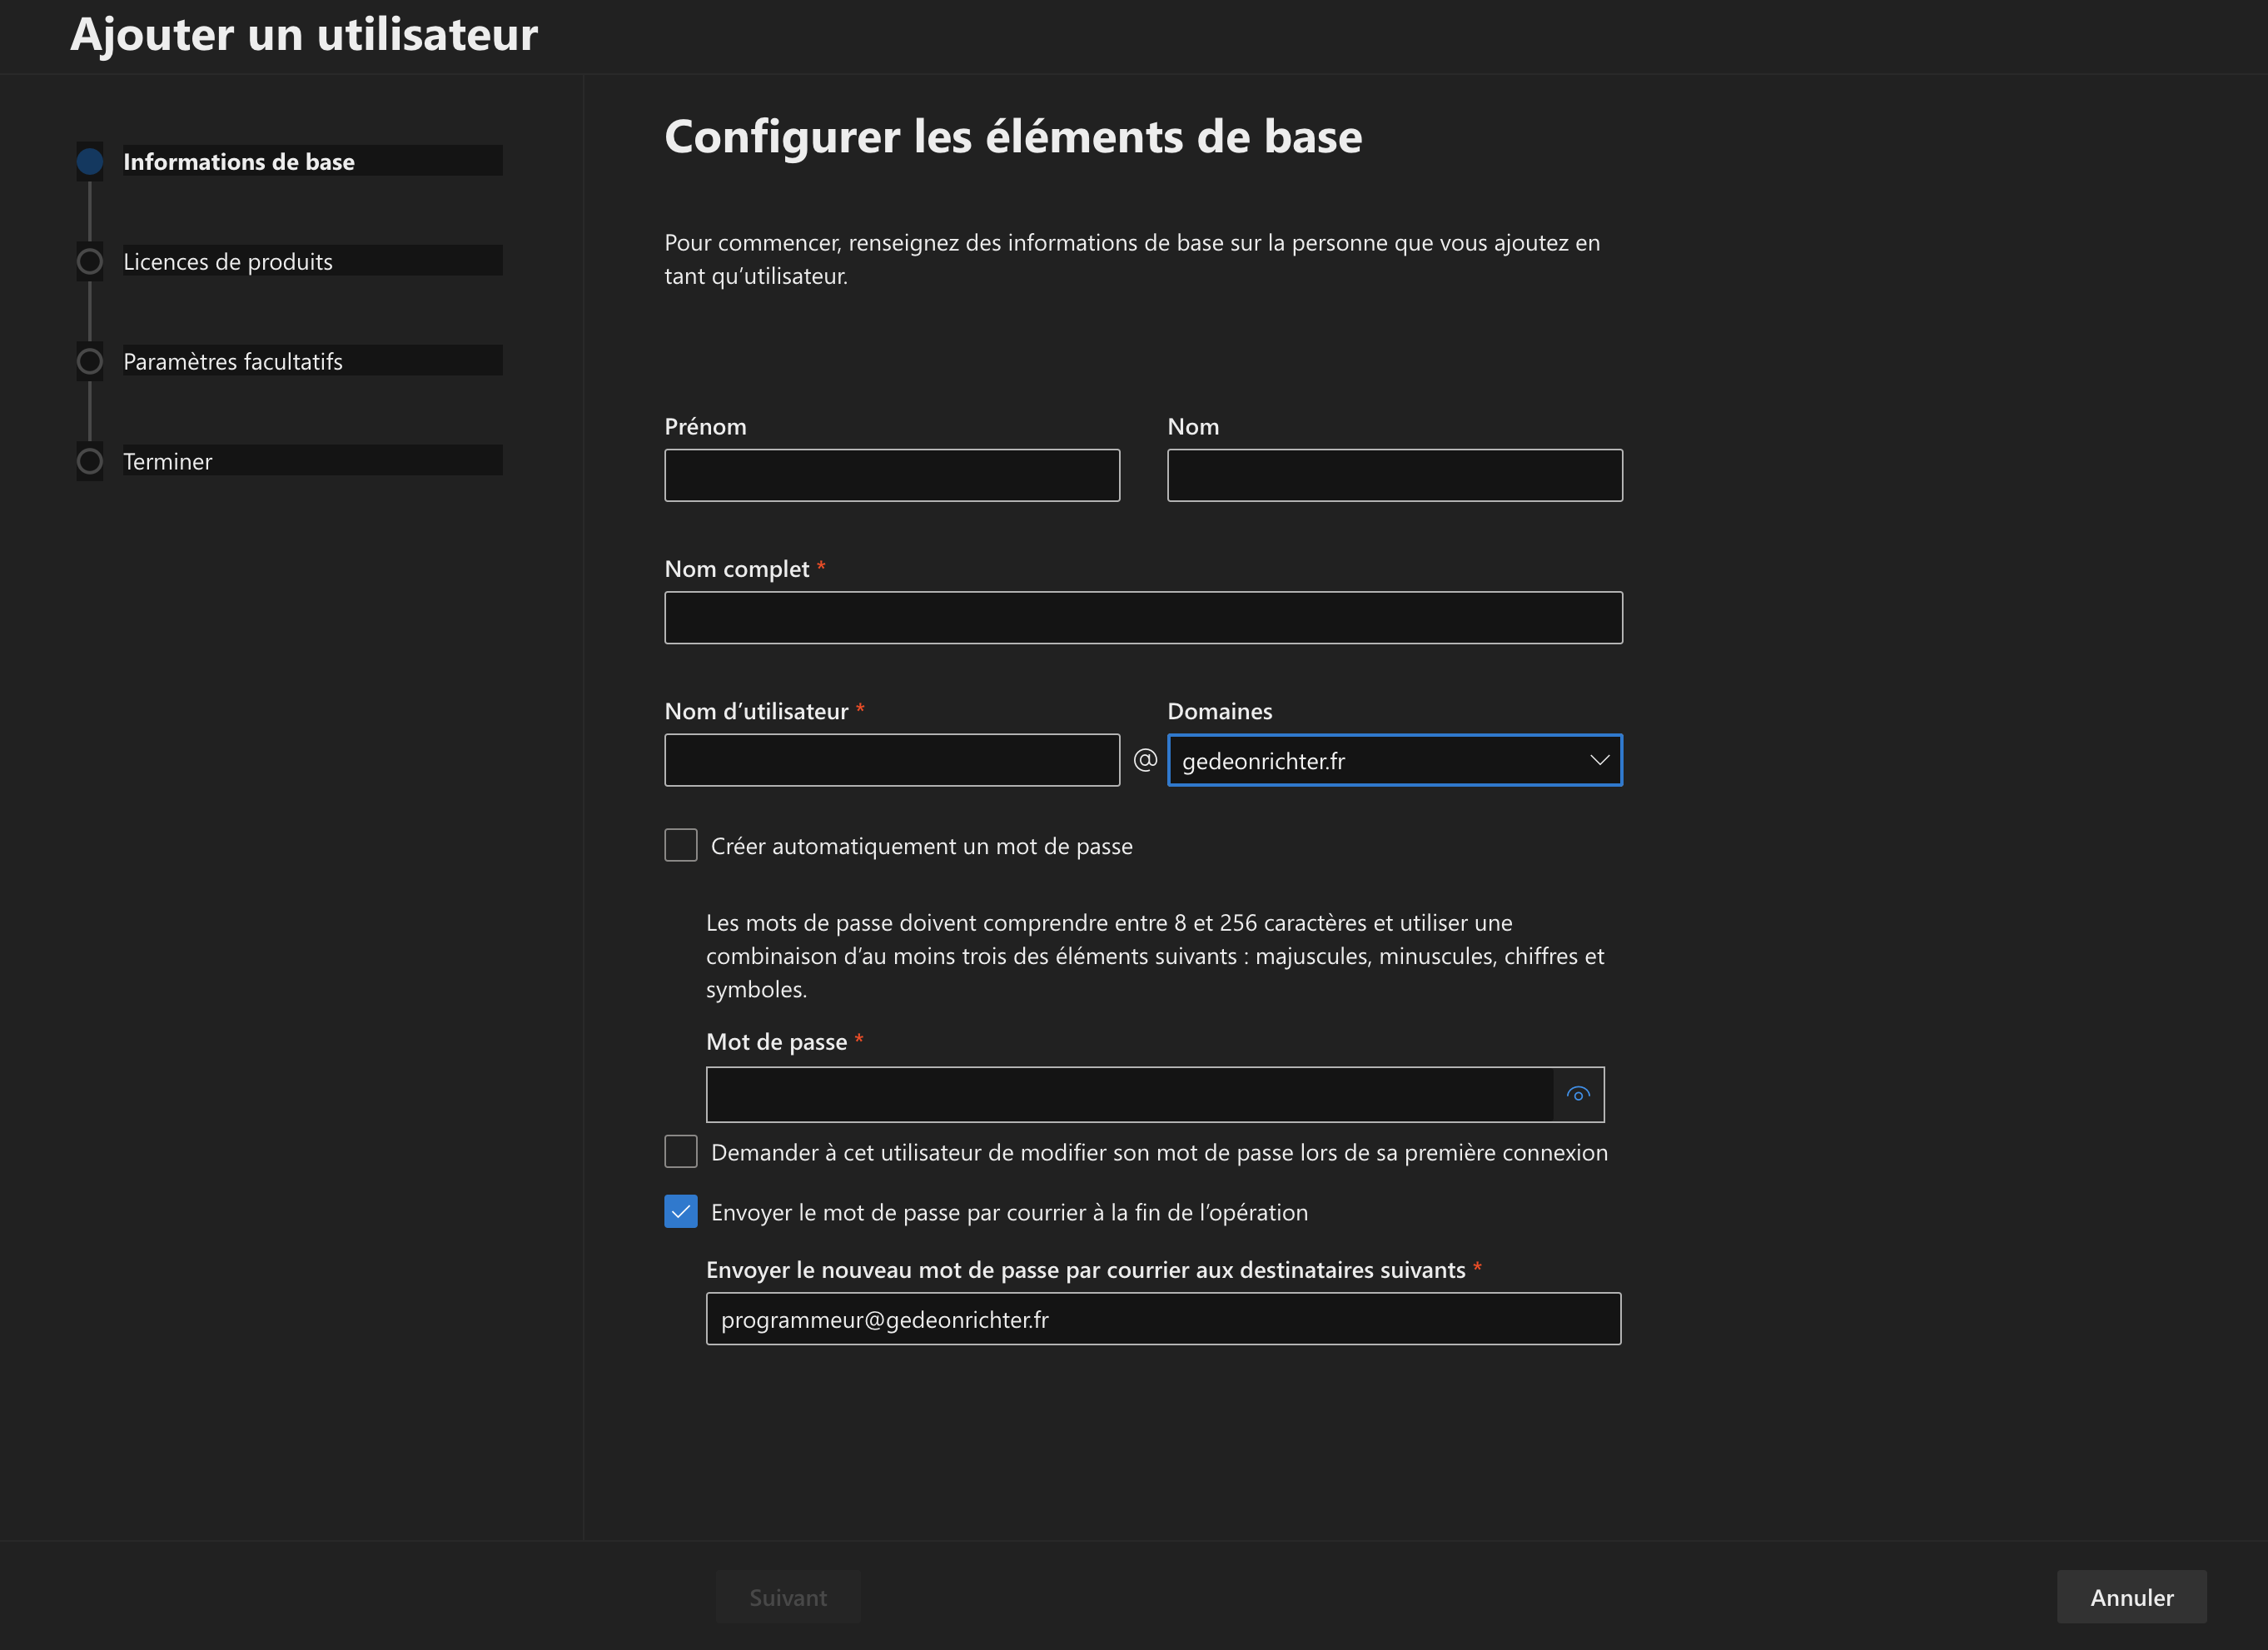 Ajouter un utilisateur
Informations de base
Licences de produits
Paramètres facultatifs
Terminer
Configurer les éléments de base
Pour commencer, renseignez des informations de base sur la personne que vous ajoutez en
tant qu’utilisateur.
Prénom
Nom
Nom complet *
Nom d’utilisateur *
Domaines
@
gedeonrichter.fr
Créer automatiquement un mot de passe
Les mots de passe doivent comprendre entre 8 et 256 caractères et utiliser une
combinaison d’au moins trois des éléments suivants : majuscules, minuscules, chiffres et
symboles.
Mot de passe *
Demander à cet utilisateur de modifier son mot de passe lors de sa première connexion
Envoyer le mot de passe par courrier à la fin de l’opération
Envoyer le nouveau mot de passe par courrier aux destinataires suivants *
programmeur@gedeonrichter.fr
Suivant
Annuler